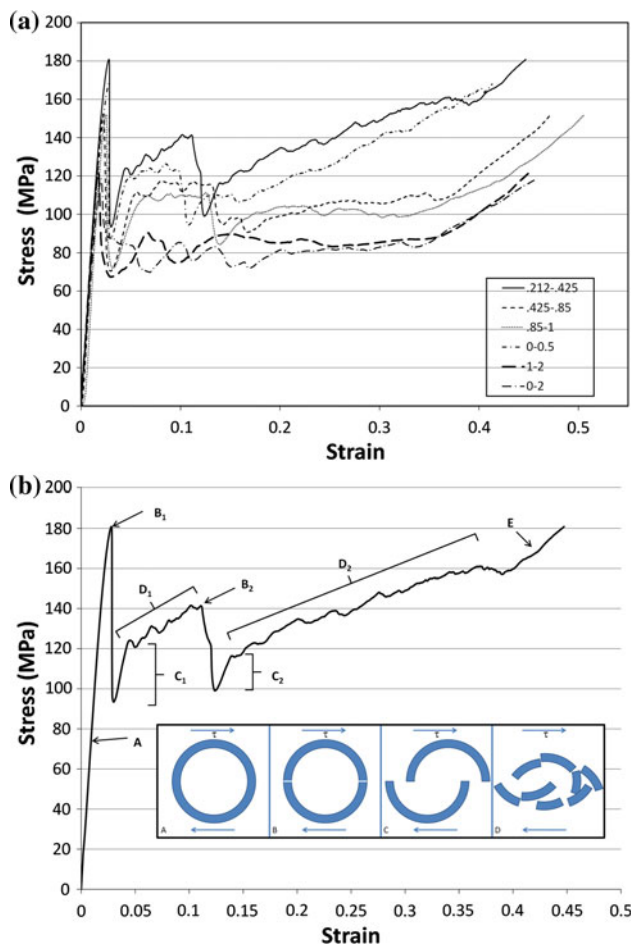 (a)
200
180
160
140
120
100
80
60
40
20
0
Stress (MPa)
0 0.1 0.2 0.3 0.4 0.5
Strain
.212-.425
.425-.85
.85-1
0-0.5
1-2
0-2
(b)
200
180
160
140
120
100
80
60
40
20
0
Stress (MPa)
B1
D1
B2
C1
C2
D2
E
A
τ
τ
τ
τ
A
B
C
D
0 0.05 0.1 0.15 0.2 0.25 0.3 0.35 0.4 0.45 0.5
Strain